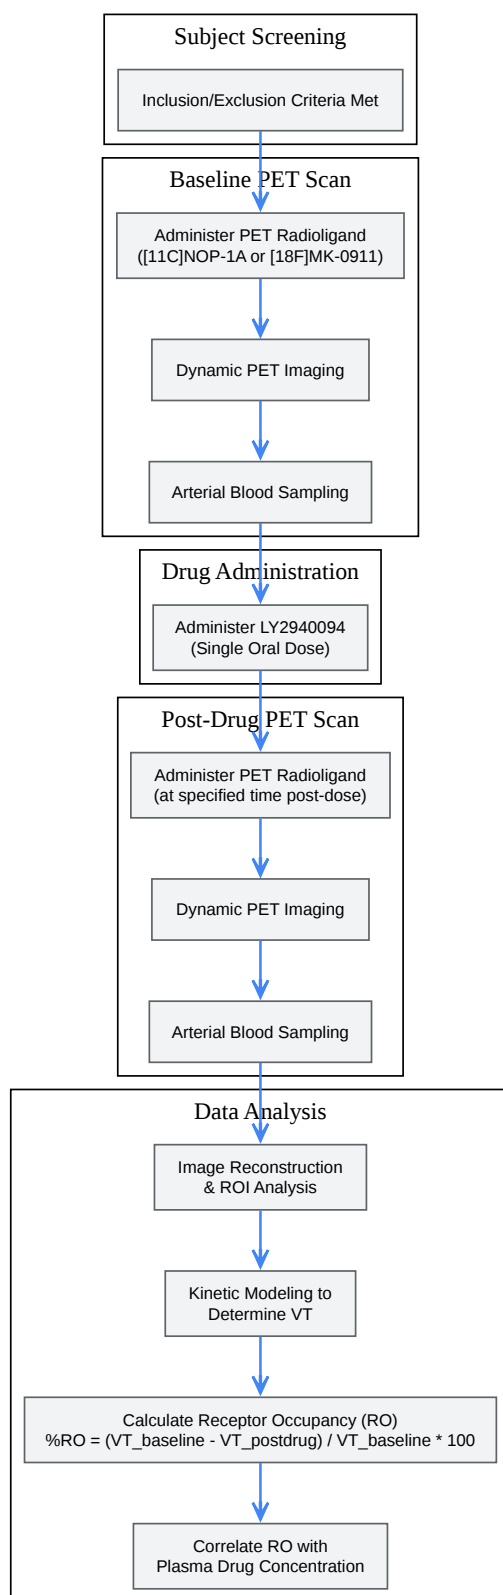 Subject Screening
Inclusion/Exclusion Criteria Met
Baseline PET Scan
Administer PET Radioligand
([11C]NOP-1A or [18F]MK-0911)
Dynamic PET Imaging
Arterial Blood Sampling
Drug Administration
Administer LY2940094
(Single Oral Dose)
Post-Drug PET Scan
Administer PET Radioligand
(at specified time post-dose)
Dynamic PET Imaging
Arterial Blood Sampling
Data Analysis
Image Reconstruction
& ROI Analysis
Kinetic Modeling to
Determine VT
Calculate Receptor Occupancy (RO)
%RO = (VT_baseline - VT_postdrug) / VT_baseline * 100
Correlate RO with
Plasma Drug Concentration